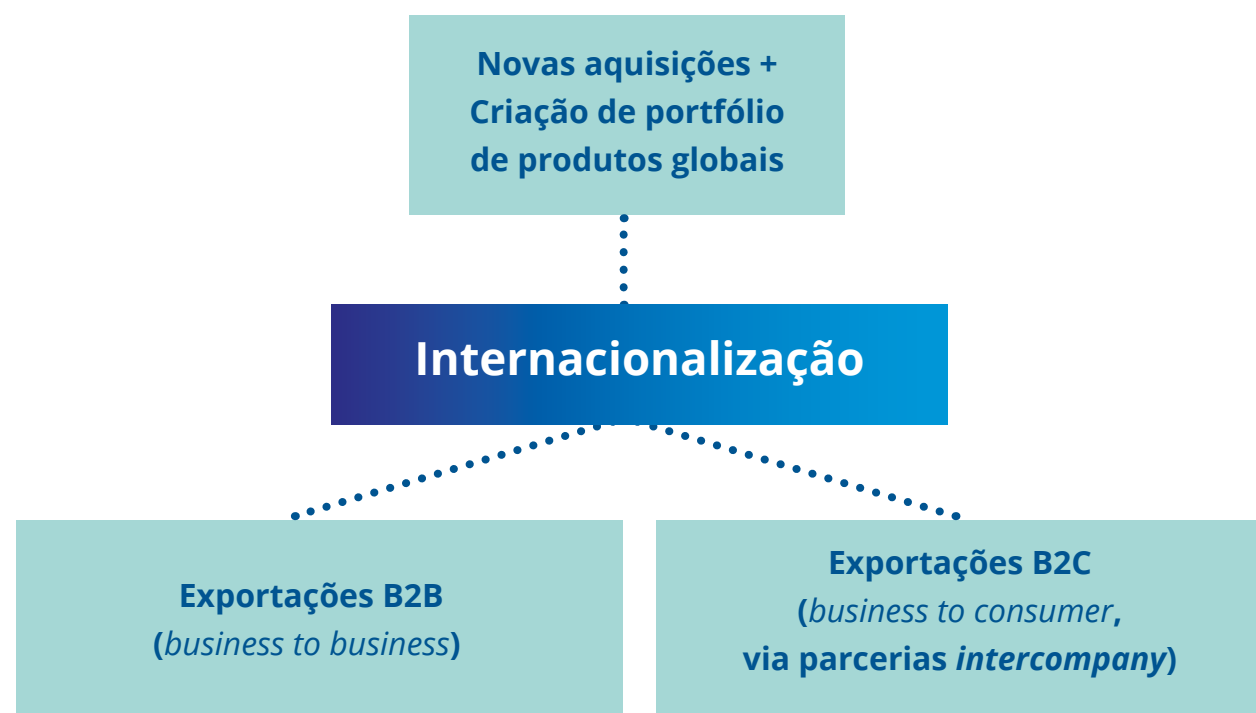 Novas aquisições +
Criação de portfólio
de produtos globais
Internacionalização
Exportações B2B
(business to business)
Exportações B2C
(business to consumer,
via parcerias intercompany)